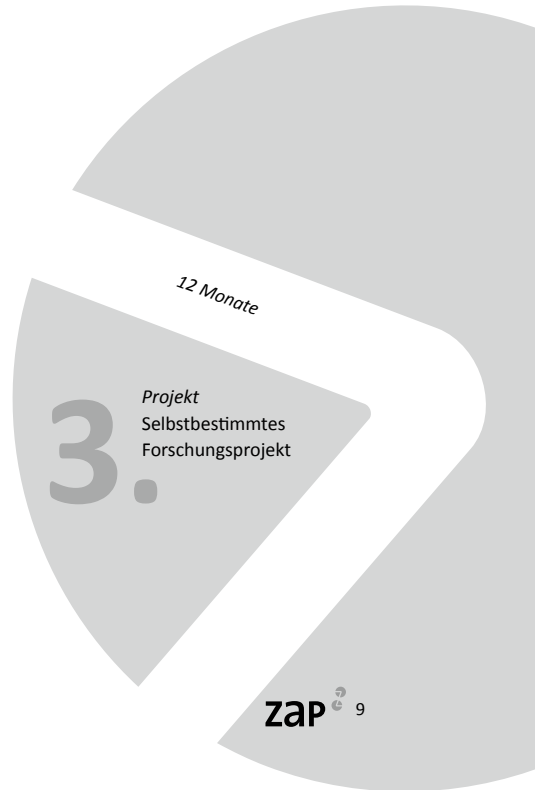 12 Monate
3.
Projekt
Selbstbestimmtes
Forschungsprojekt
zap 9